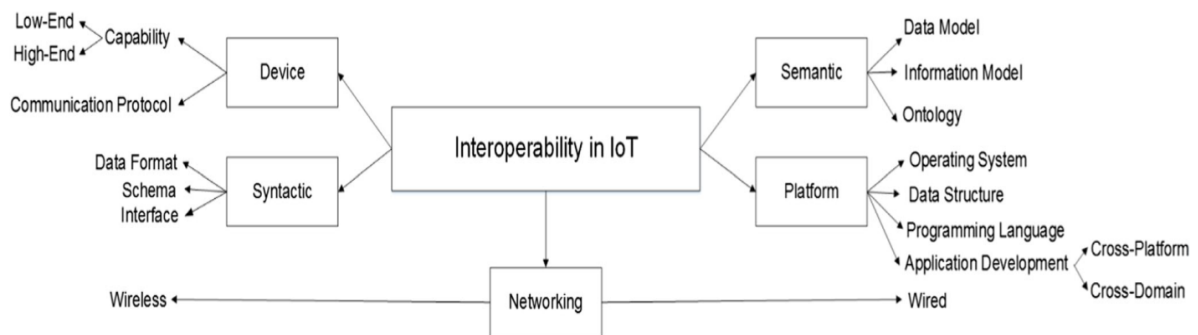 Low-End
High-End
Capability
Communication Protocol
Device
Data Format
Schema
Interface
Syntactic
Interoperability in IoT
Semantic
Data Model
Information Model
Ontology
Platform
Operating System
Data Structure
Programming Language
Application Development
Cross-Platform
Cross-Domain
Wireless
Networking
Wired